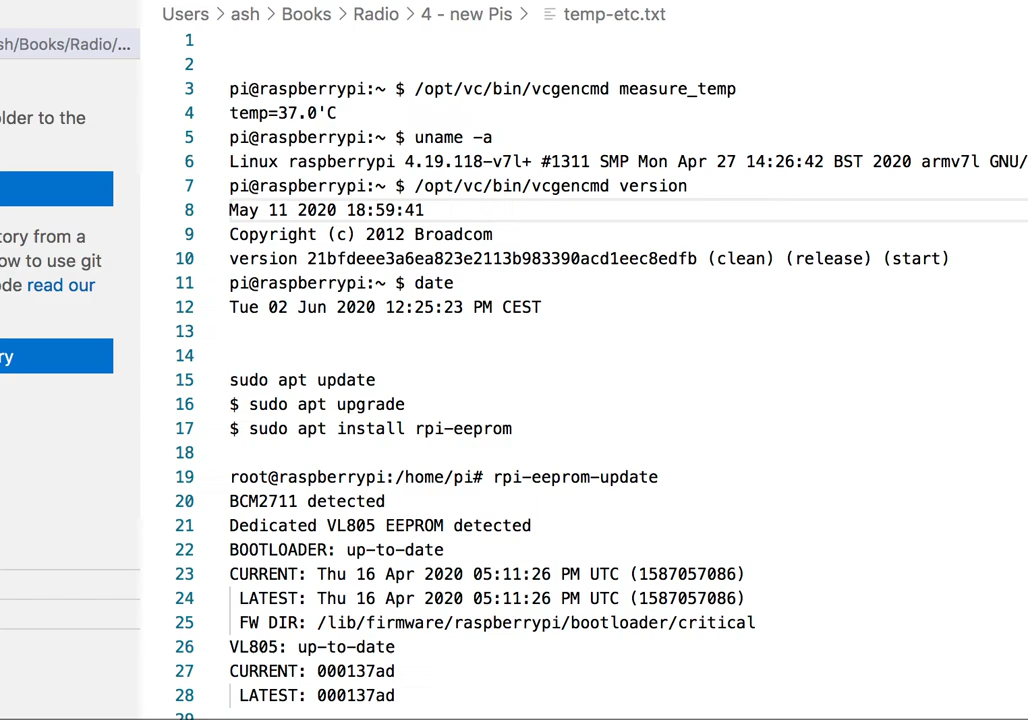 Users > ash > Books > Radio > 4 - new Pis > temp-etc.txt
sh/Books/Radio/...
older to the
tory from a
ow to use git
ode read our
ry
1
2
3 pi@raspberrypi:~ $ /opt/vc/bin/vcgencmd measure_temp
4 temp=37.0'C
5 pi@raspberrypi:~ $ uname -a
6 Linux raspberrypi 4.19.118-v7l+ #1311 SMP Mon Apr 27 14:26:42 BST 2020 armv7l GNU/
7 pi@raspberrypi:~ $ /opt/vc/bin/vcgencmd version
8 May 11 2020 18:59:41
9 Copyright (c) 2012 Broadcom
10 version 21bfdeee3a6ea823e2113b983390acd1eec8edfb (clean) (release) (start)
11 pi@raspberrypi:~ $ date
12 Tue 02 Jun 2020 12:25:23 PM CEST
13
14
15 sudo apt update
16 $ sudo apt upgrade
17 $ sudo apt install rpi-eeprom
18
19 root@raspberrypi:/home/pi# rpi-eeprom-update
20 BCM2711 detected
21 Dedicated VL805 EEPROM detected
22 BOOTLOADER: up-to-date
23 CURRENT: Thu 16 Apr 2020 05:11:26 PM UTC (1587057086)
24 LATEST: Thu 16 Apr 2020 05:11:26 PM UTC (1587057086)
25 FW DIR: /lib/firmware/raspberrypi/bootloader/critical
26 VL805: up-to-date
27 CURRENT: 000137ad
28 LATEST: 000137ad
29